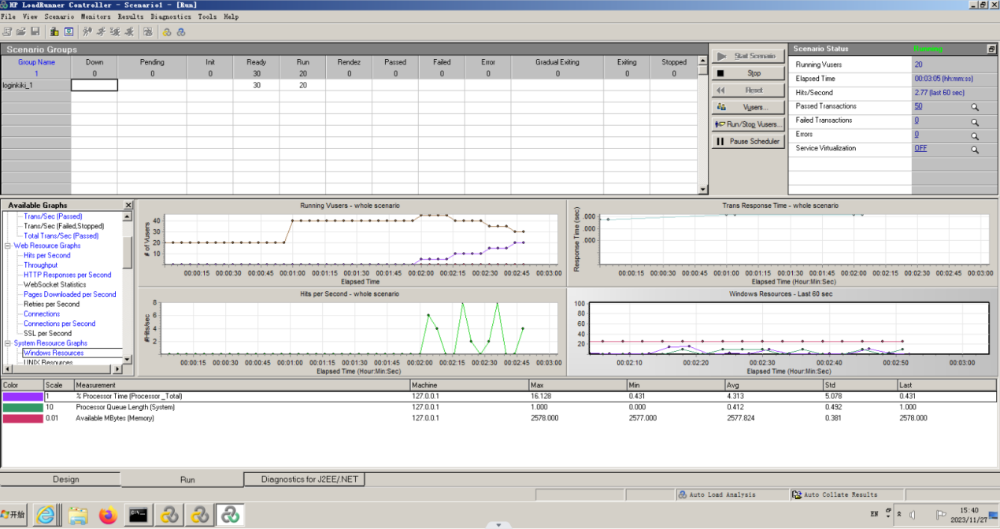 HP LoadRunner Controller - Scenario1 - [Run]
File View Scenario Monitors Results Diagnostics Tools Help
Scenario Groups
Group Name Down Pending Init Ready Run Rendez Passed Failed Error Gradual Exiting Exiting Stopped
1 0 0 0 30 20 0 0 0 0 0 0 0
loginkiki_1 30 20
Start Scenario
Stop
Reset
Vusers...
Run/Stop Vusers...
Pause Scheduler
Scenario Status Running
Running Vusers 20
Elapsed Time 00:03:05 (hh:mm:ss)
Hits/Second 2.77 (last 60 sec)
Passed Transactions 50
Failed Transactions 0
Errors 0
Service Virtualization OFF
Available Graphs
Trans/Sec (Passed)
Trans/Sec (Failed,Stopped)
Total Trans/Sec (Passed)
Web Resource Graphs
Hits per Second
Throughput
HTTP Responses per Second
WebSocket Statistics
Pages Downloaded per Second
Retries per Second
Connections
Connections per Second
SSL per Second
System Resource Graphs
Windows Resources
UNIX Resources
Running Vusers - whole scenario
# of Vusers
40
30
20
10
00:00:15 00:00:30 00:00:45 00:01:00 00:01:15 00:01:30 00:01:45 00:02:00 00:02:15 00:02:30 00:02:45 00:03:00
Elapsed Time
Trans Response Time - whole scenario
Response Time (sec)
.000
.000
.000
00:00:15 00:00:30 00:00:45 00:01:00 00:01:15 00:01:30 00:01:45 00:02:00 00:02:15 00:02:30 00:02:45 00:03:00
Elapsed Time (Hour:Min:Sec)
Hits per Second - whole scenario
#Hits/sec
8
6
4
2
00:00:15 00:00:30 00:00:45 00:01:00 00:01:15 00:01:30 00:01:45 00:02:00 00:02:15 00:02:30 00:02:45 00:03:00
Elapsed Time (Hour:Min:Sec)
Windows Resources - Last 60 sec
100
80
60
40
20
00:02:10 00:02:20 00:02:30 00:02:40 00:02:50 00:03:00
Elapsed Time (Hour:Min:Sec)
Color Scale Measurement Machine Max Min Avg Std Last
1 % Processor Time (Processor _Total) 127.0.0.1 16.128 0.431 4.313 5.078 0.431
10 Processor Queue Length (System) 127.0.0.1 1.000 0.000 0.412 0.492 1.000
0.01 Available MBytes (Memory) 127.0.0.1 2578.000 2577.000 2577.824 0.381 2578.000
Design Run Diagnostics for J2EE/.NET
Auto Load Analysis Auto Collate Results
开始
EN
15:40
2023/11/27